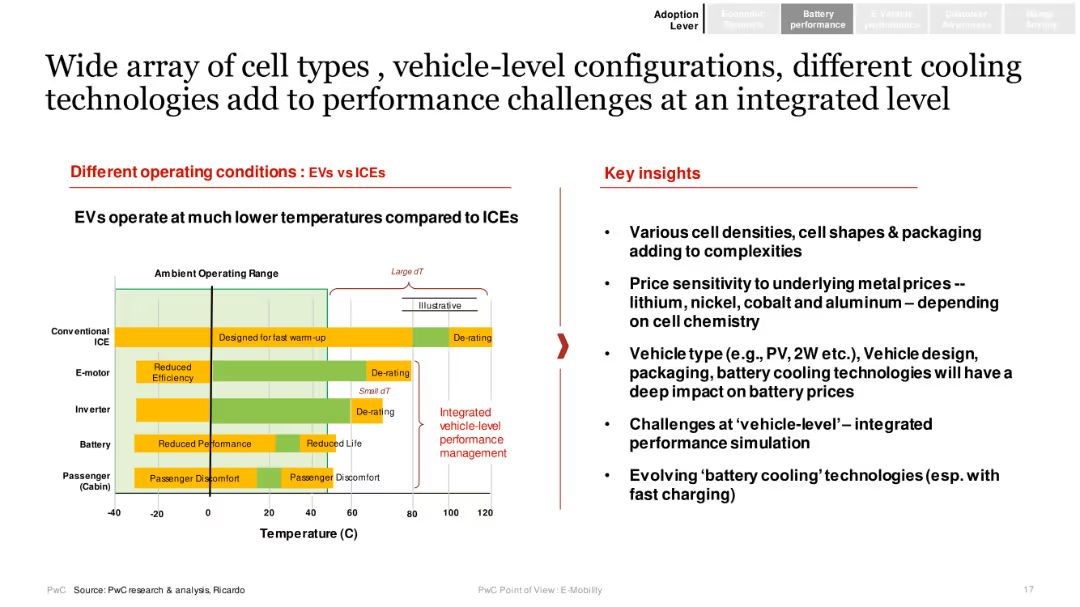 Adoption
Lever
Battery
performance
Wide array of cell types , vehicle-level configurations, different cooling
technologies add to performance challenges at an integrated level
Different operating conditions : EVs vs ICEs
EVs operate at much lower temperatures compared to ICEs
Ambient Operating Range
Large dT
Illustrative
Conventional
ICE
Designed for fast warm-up
De-rating
E-motor
Reduced
Efficiency
De-rating
Small dT
Inverter
De-rating
Battery
Reduced Performance
Reduced Life
Passenger
(Cabin)
Passenger Discomfort
Passenger Discomfort
Integrated
vehicle-level
performance
management
-40 -20 0 20 40 60 80 100 120
Temperature (C)
Key insights
• Various cell densities, cell shapes & packaging
adding to complexities
• Price sensitivity to underlying metal prices --
lithium, nickel, cobalt and aluminum – depending
on cell chemistry
• Vehicle type (e.g., PV, 2W etc.), Vehicle design,
packaging, battery cooling technologies will have a
deep impact on battery prices
• Challenges at ‘vehicle-level’ – integrated
performance simulation
• Evolving ‘battery cooling’ technologies (esp. with
fast charging)
PwC Source: PwC research & analysis, Ricardo
PwC Point of View : E-Mobility
17